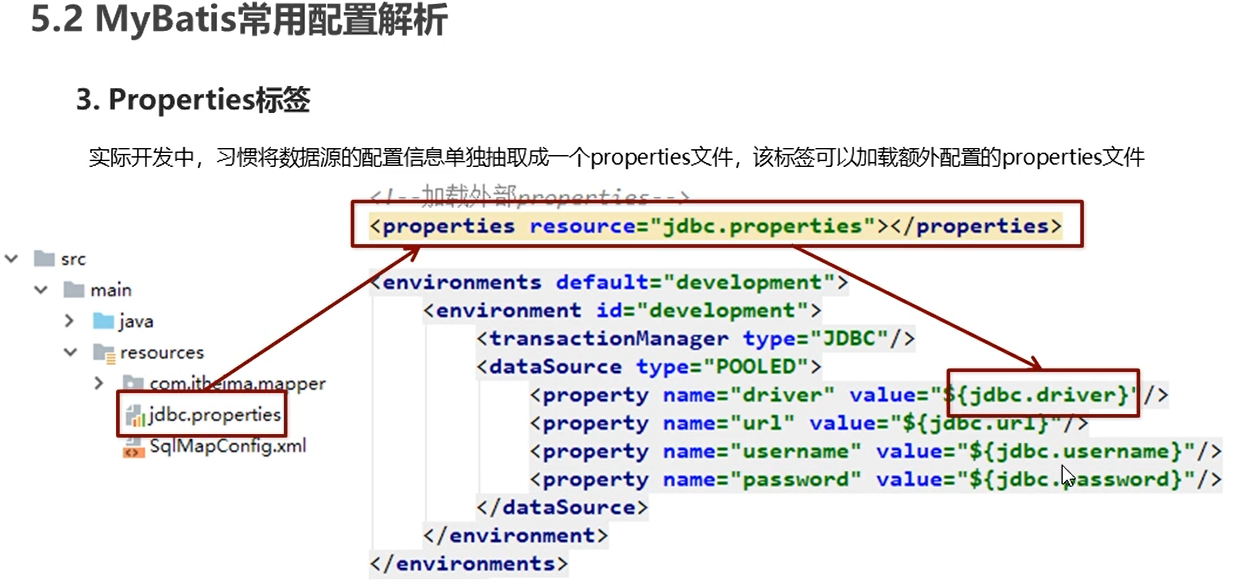 5.2 MyBatis常用配置解析
3. Properties标签
实际开发中，习惯将数据源的配置信息单独抽取成一个properties文件，该标签可以加载额外配置的properties文件
<!--加载外部properties-->
<properties resource="jdbc.properties"></properties>
src
main
java
resources
com.itheima.mapper
jdbc.properties
SqlMapConfig.xml
<environments default="development">
<environment id="development">
<transactionManager type="JDBC"/>
<dataSource type="POOLED">
<property name="driver" value="${jdbc.driver}"/>
<property name="url" value="${jdbc.url}"/>
<property name="username" value="${jdbc.username}"/>
<property name="password" value="${jdbc.password}"/>
</dataSource>
</environment>
</environments>